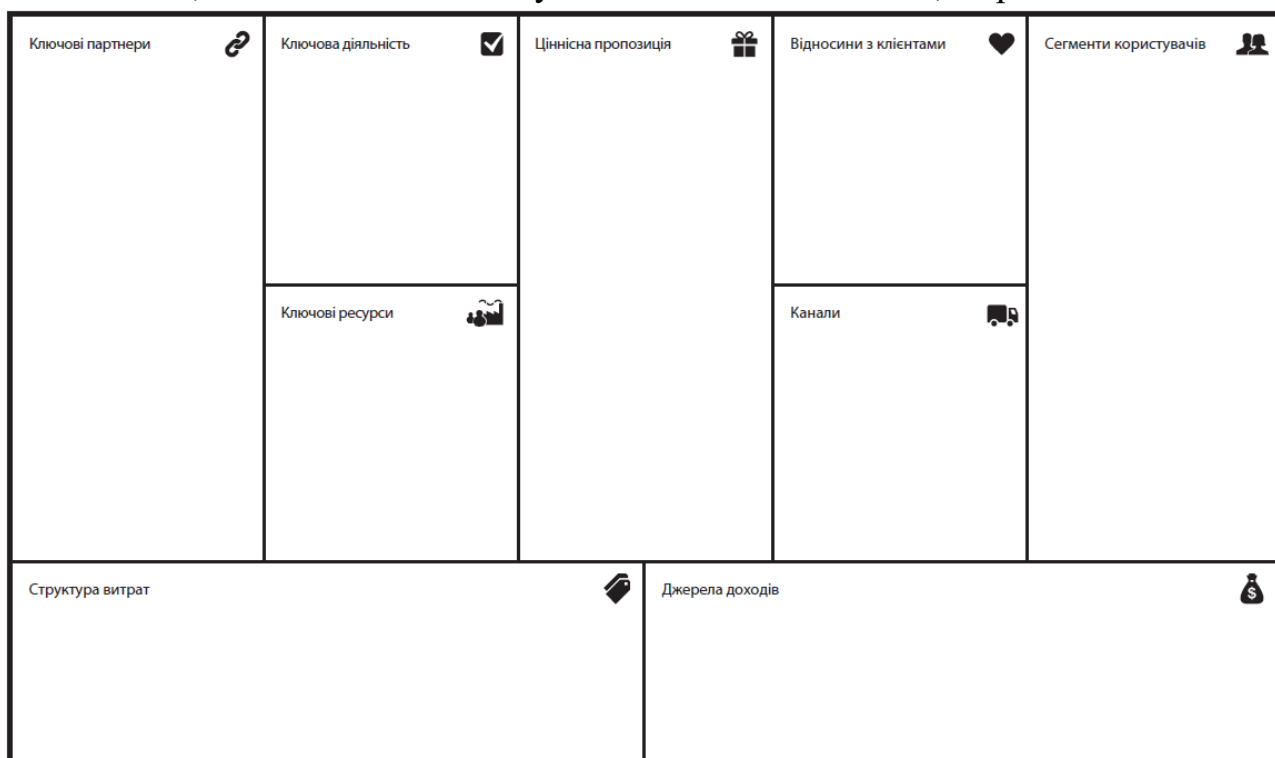 Ключові партнери
Ключова діяльність
Ціннісна пропозиція
Відносини з клієнтами
Сегменти користувачів
Ключові ресурси
Канали
Структура витрат
Джерела доходів
$